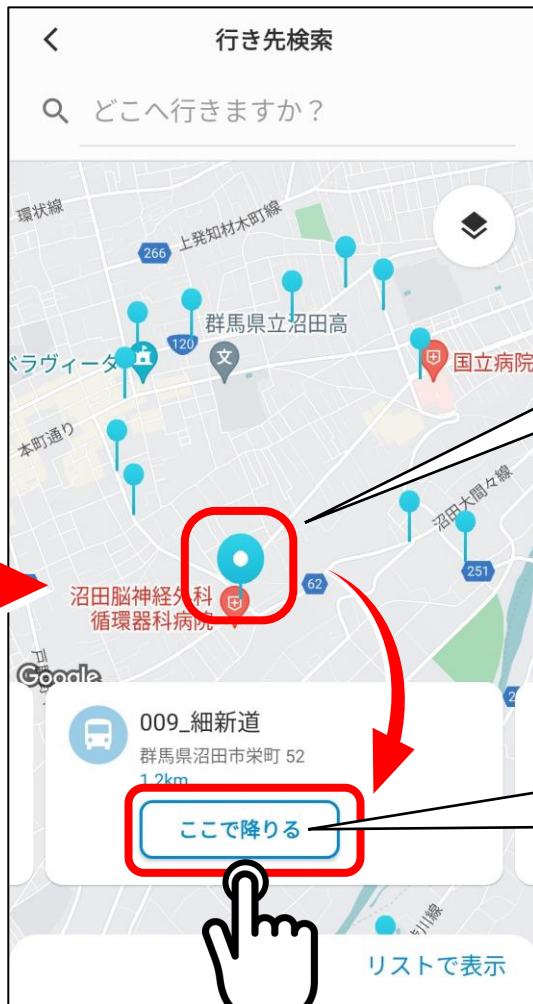 行き先検索
どこへ行きますか？
環状線
上発知材木町線
266
群馬県立沼田高
120
ベラヴィータ
文
国立病院
本町通り
沼田大間々線
251
62
沼田脳神経外科
循環器科病院
Google
009_細新道
群馬県沼田市栄町 52
1.2km
ここで降りる
リストで表示